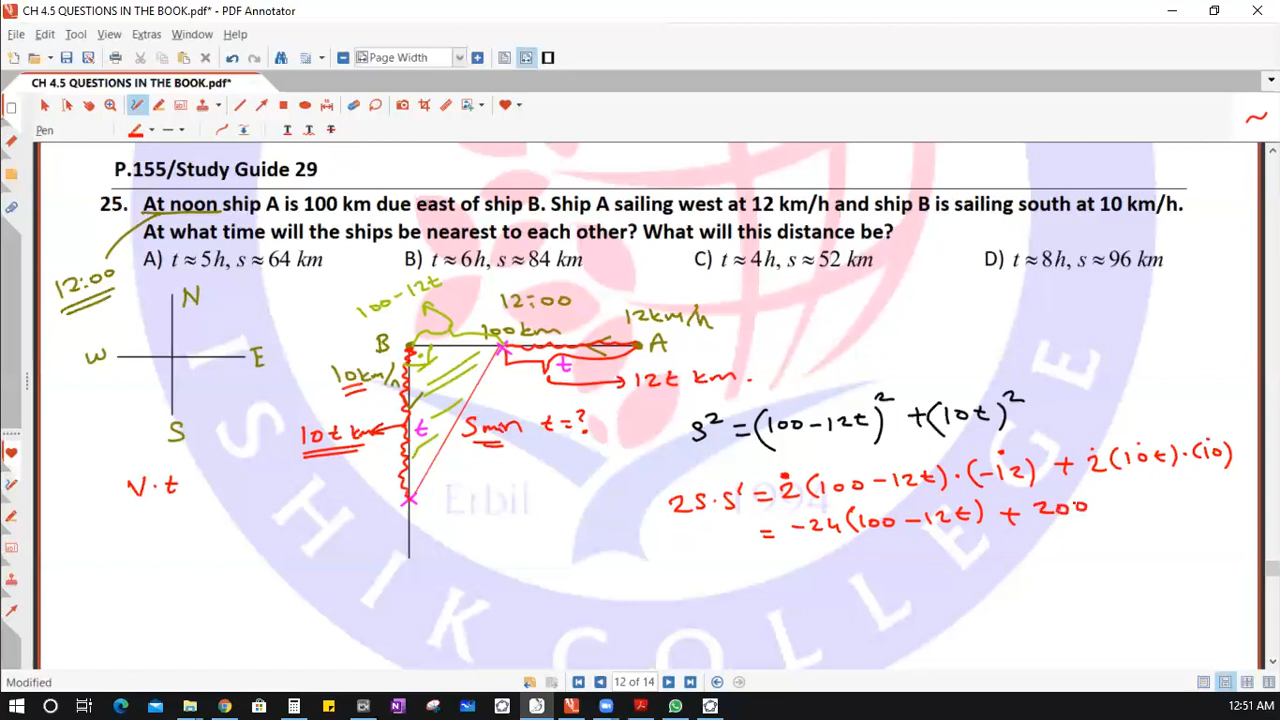 CH 4.5 QUESTIONS IN THE BOOK.pdf* - PDF Annotator
File Edit Tool View Extras Window Help
Page Width
CH 4.5 QUESTIONS IN THE BOOK.pdf*
Pen
P.155/Study Guide 29
25. At noon ship A is 100 km due east of ship B. Ship A sailing west at 12 km/h and ship B is sailing south at 10 km/h.
At what time will the ships be nearest to each other? What will this distance be?
A) t ≈ 5h, s ≈ 64 km B) t ≈ 6h, s ≈ 84 km C) t ≈ 4h, s ≈ 52 km D) t ≈ 8h, s ≈ 96 km
12:00
N
W E
S
V·t
100-12t
12:00
100km
12km/h
B A
10km/h
t
12t km.
10t km
t
Smin t=?
s² = (100-12t)² + (10t)²
2s·s' = 2(100-12t)·(-12) + 2(10t)·(10)
= -24(100-12t) + 200
Erbil 1994
ISHIK COLLEGE
Modified
12 of 14
12:51 AM